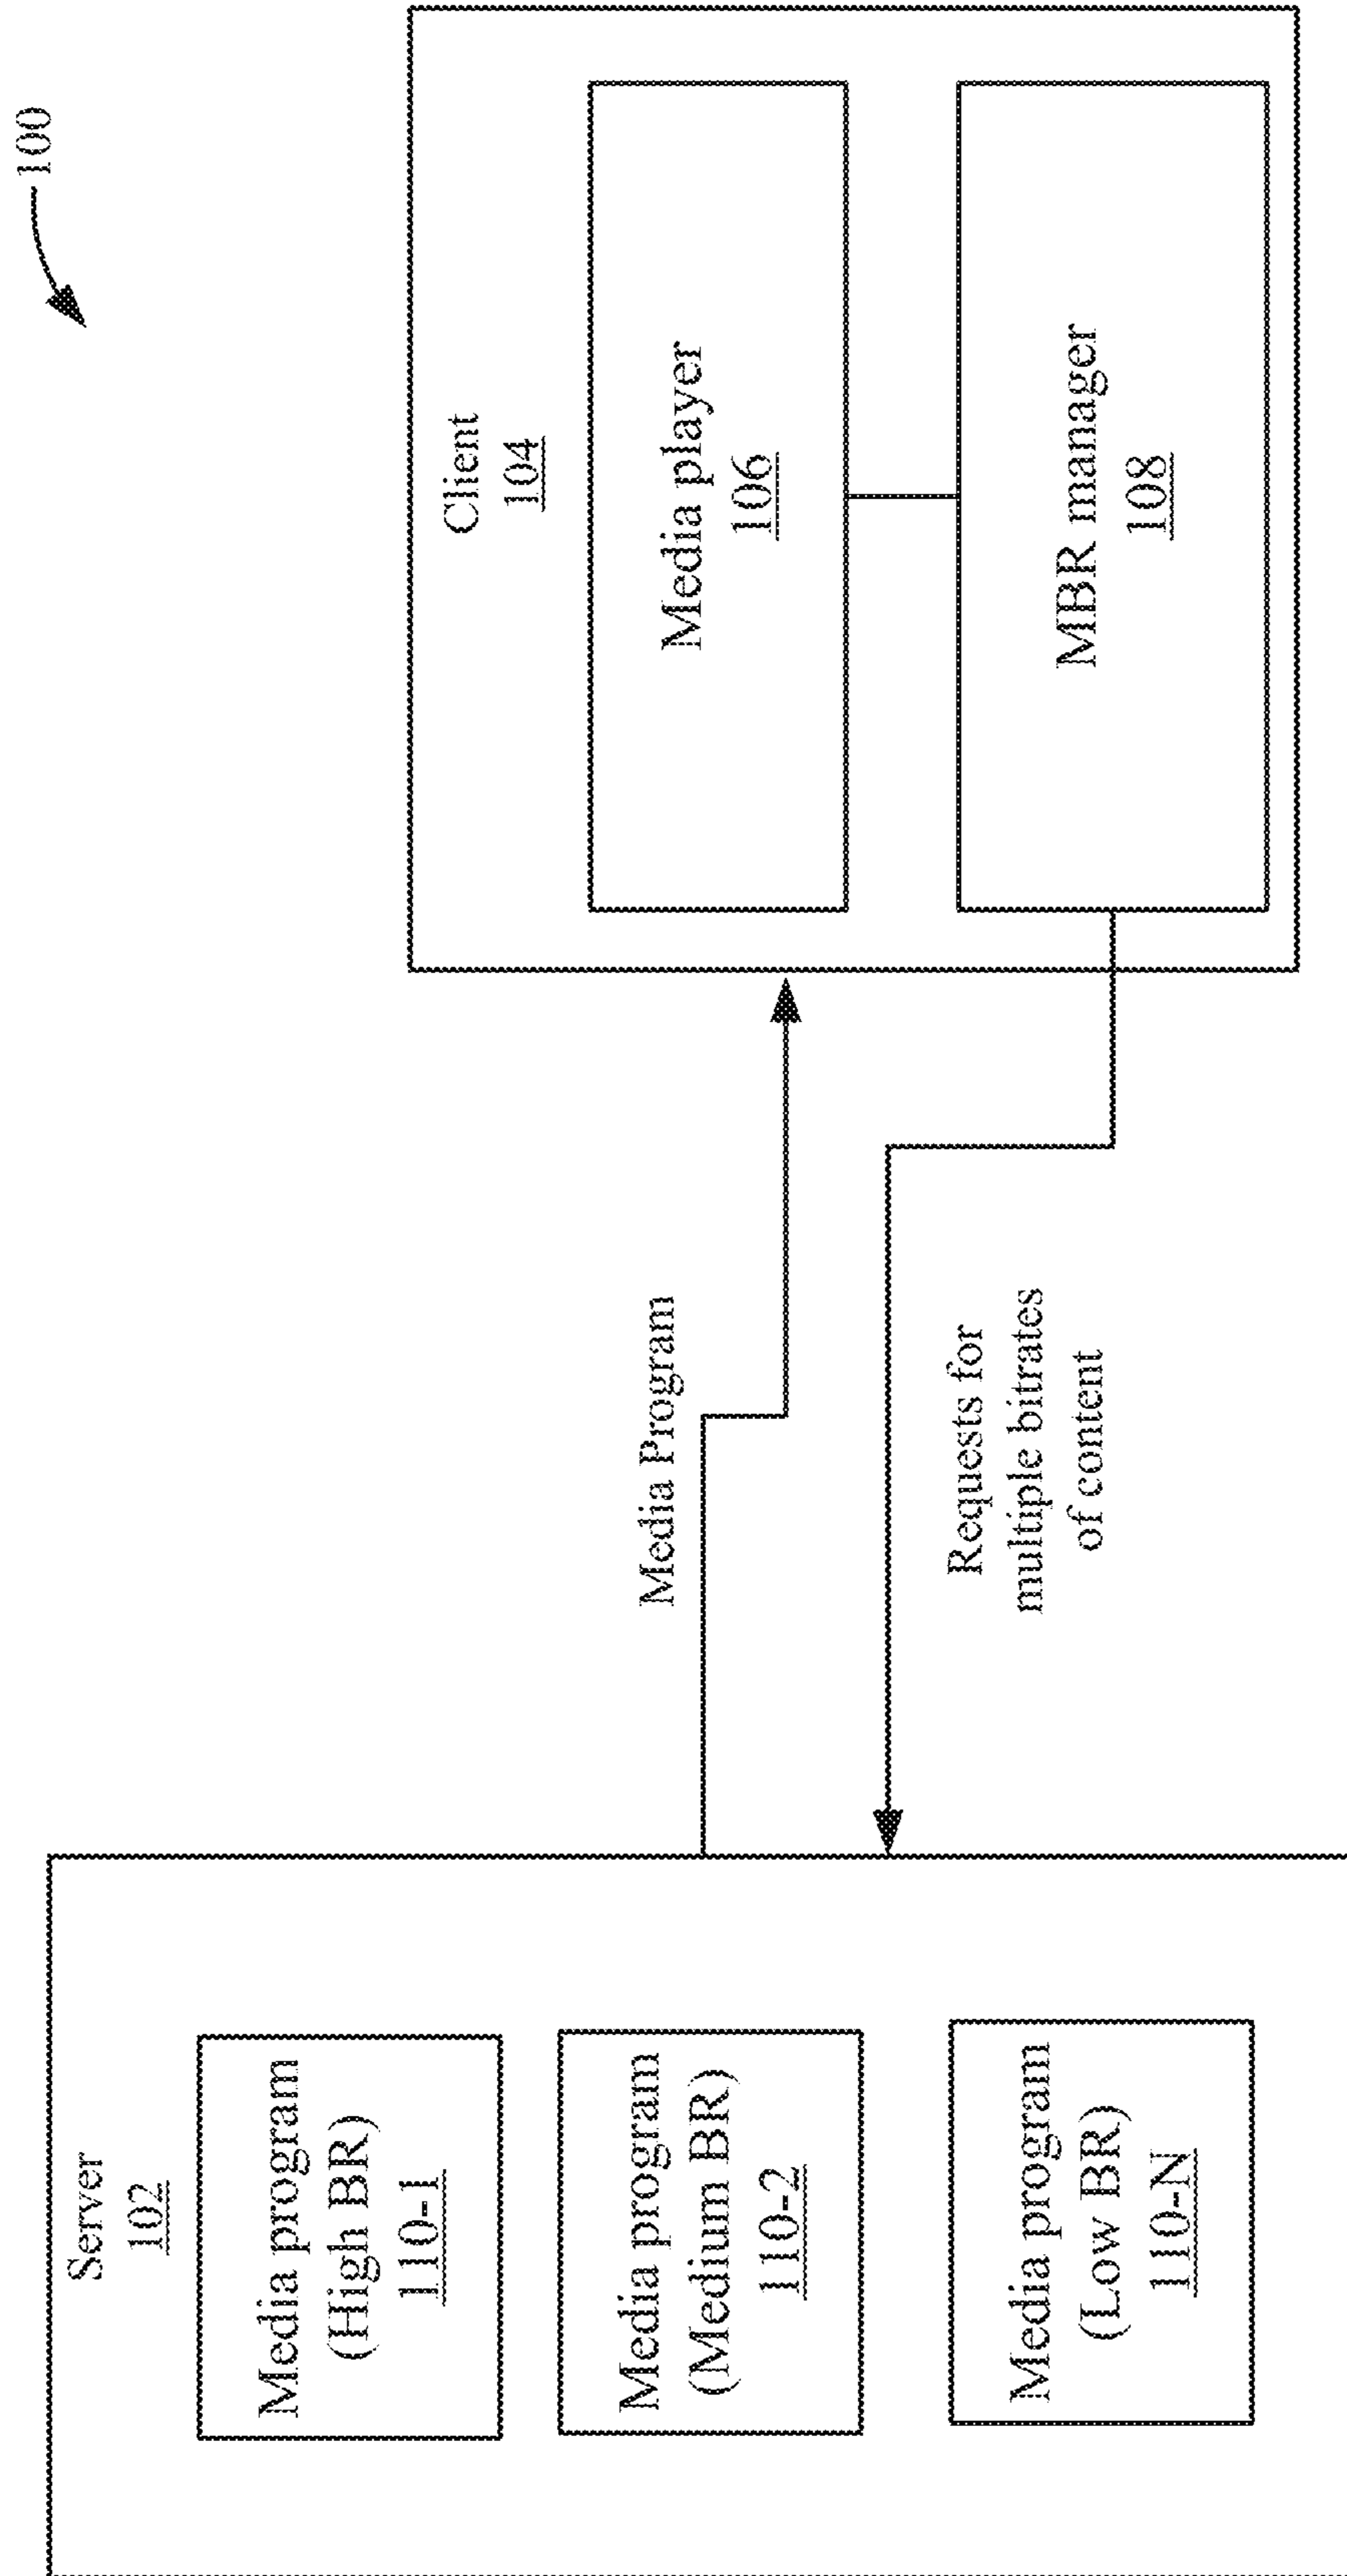 100
Server
102
Media program
(High BR)
110-1
Media program
(Medium BR)
110-2
Media program
(Low BR)
110-N
Media Program
Requests for
multiple bitrates
of content
Client
104
Media player
106
MBR manager
108